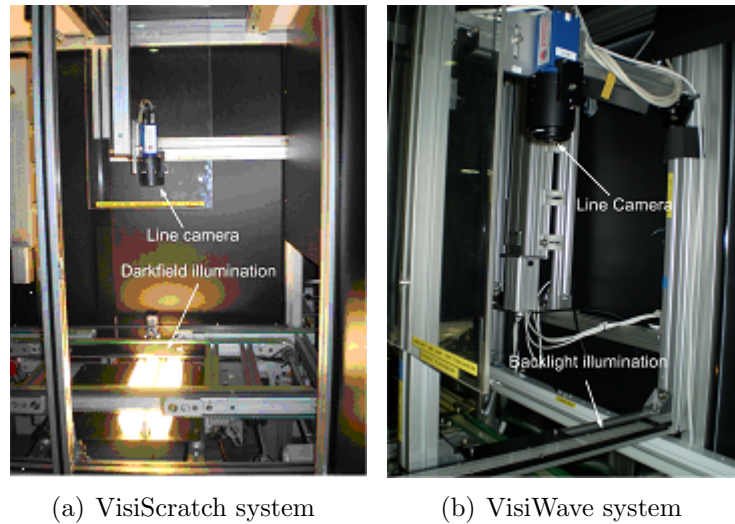 Line camera
Darkfield illumination
Line Camera
Backlight illumination
(a) VisiScratch system
(b) VisiWave system